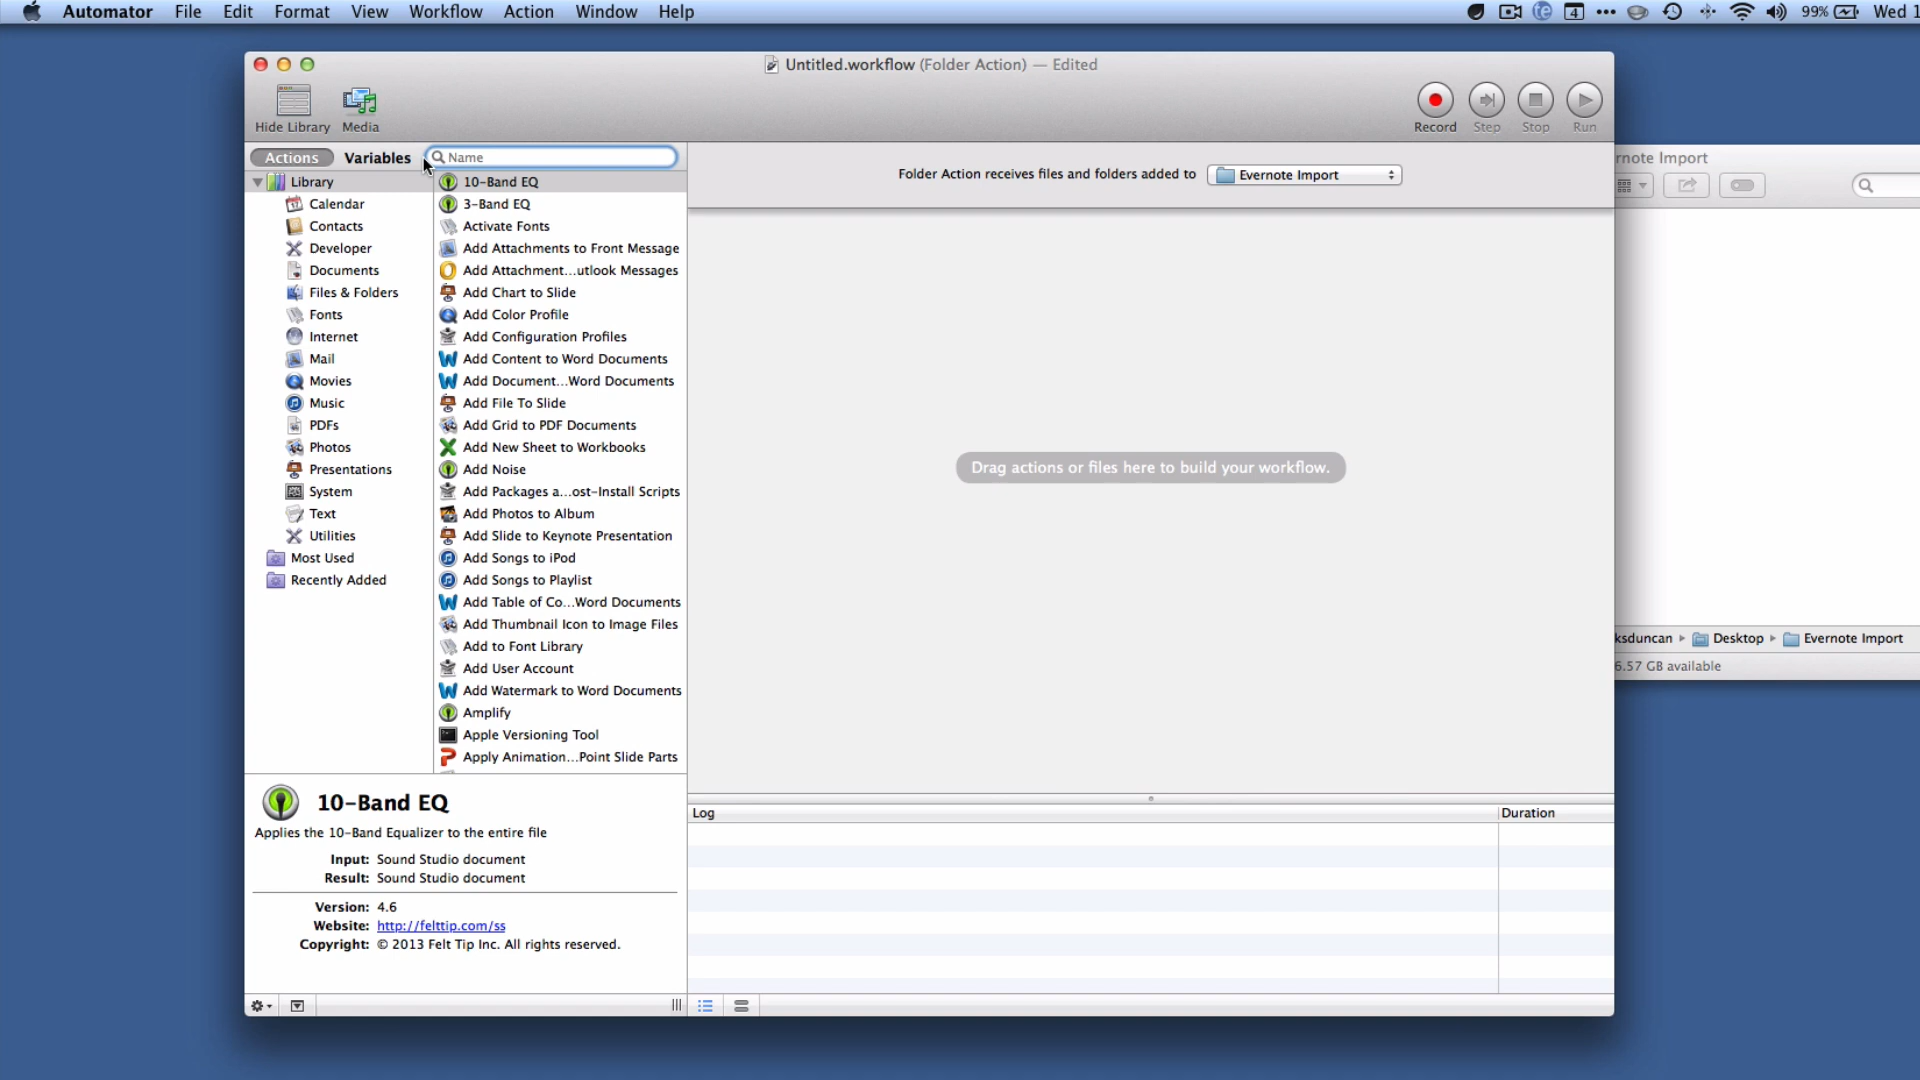 Automator File Edit Format View Workflow Action Window Help
4 99% Wed 1
Untitled.workflow (Folder Action) — Edited
Hide Library Media
Record Step Stop Run
Actions Variables Name
Folder Action receives files and folders added to Evernote Import
Library
Calendar
Contacts
Developer
Documents
Files & Folders
Fonts
Internet
Mail
Movies
Music
PDFs
Photos
Presentations
System
Text
Utilities
Most Used
Recently Added
10-Band EQ
3-Band EQ
Activate Fonts
Add Attachments to Front Message
Add Attachment...utlook Messages
Add Chart to Slide
Add Color Profile
Add Configuration Profiles
Add Content to Word Documents
Add Document...Word Documents
Add File To Slide
Add Grid to PDF Documents
Add New Sheet to Workbooks
Add Noise
Add Packages a...ost-Install Scripts
Add Photos to Album
Add Slide to Keynote Presentation
Add Songs to iPod
Add Songs to Playlist
Add Table of Co...Word Documents
Add Thumbnail Icon to Image Files
Add to Font Library
Add User Account
Add Watermark to Word Documents
Amplify
Apple Versioning Tool
Apply Animation...Point Slide Parts
Drag actions or files here to build your workflow.
10-Band EQ
Applies the 10-Band Equalizer to the entire file
Input: Sound Studio document
Result: Sound Studio document
Version: 4.6
Website: http://felttip.com/ss
Copyright: © 2013 Felt Tip Inc. All rights reserved.
Log Duration
rnote Import
ksduncan ▸ Desktop ▸ Evernote Import
6.57 GB available